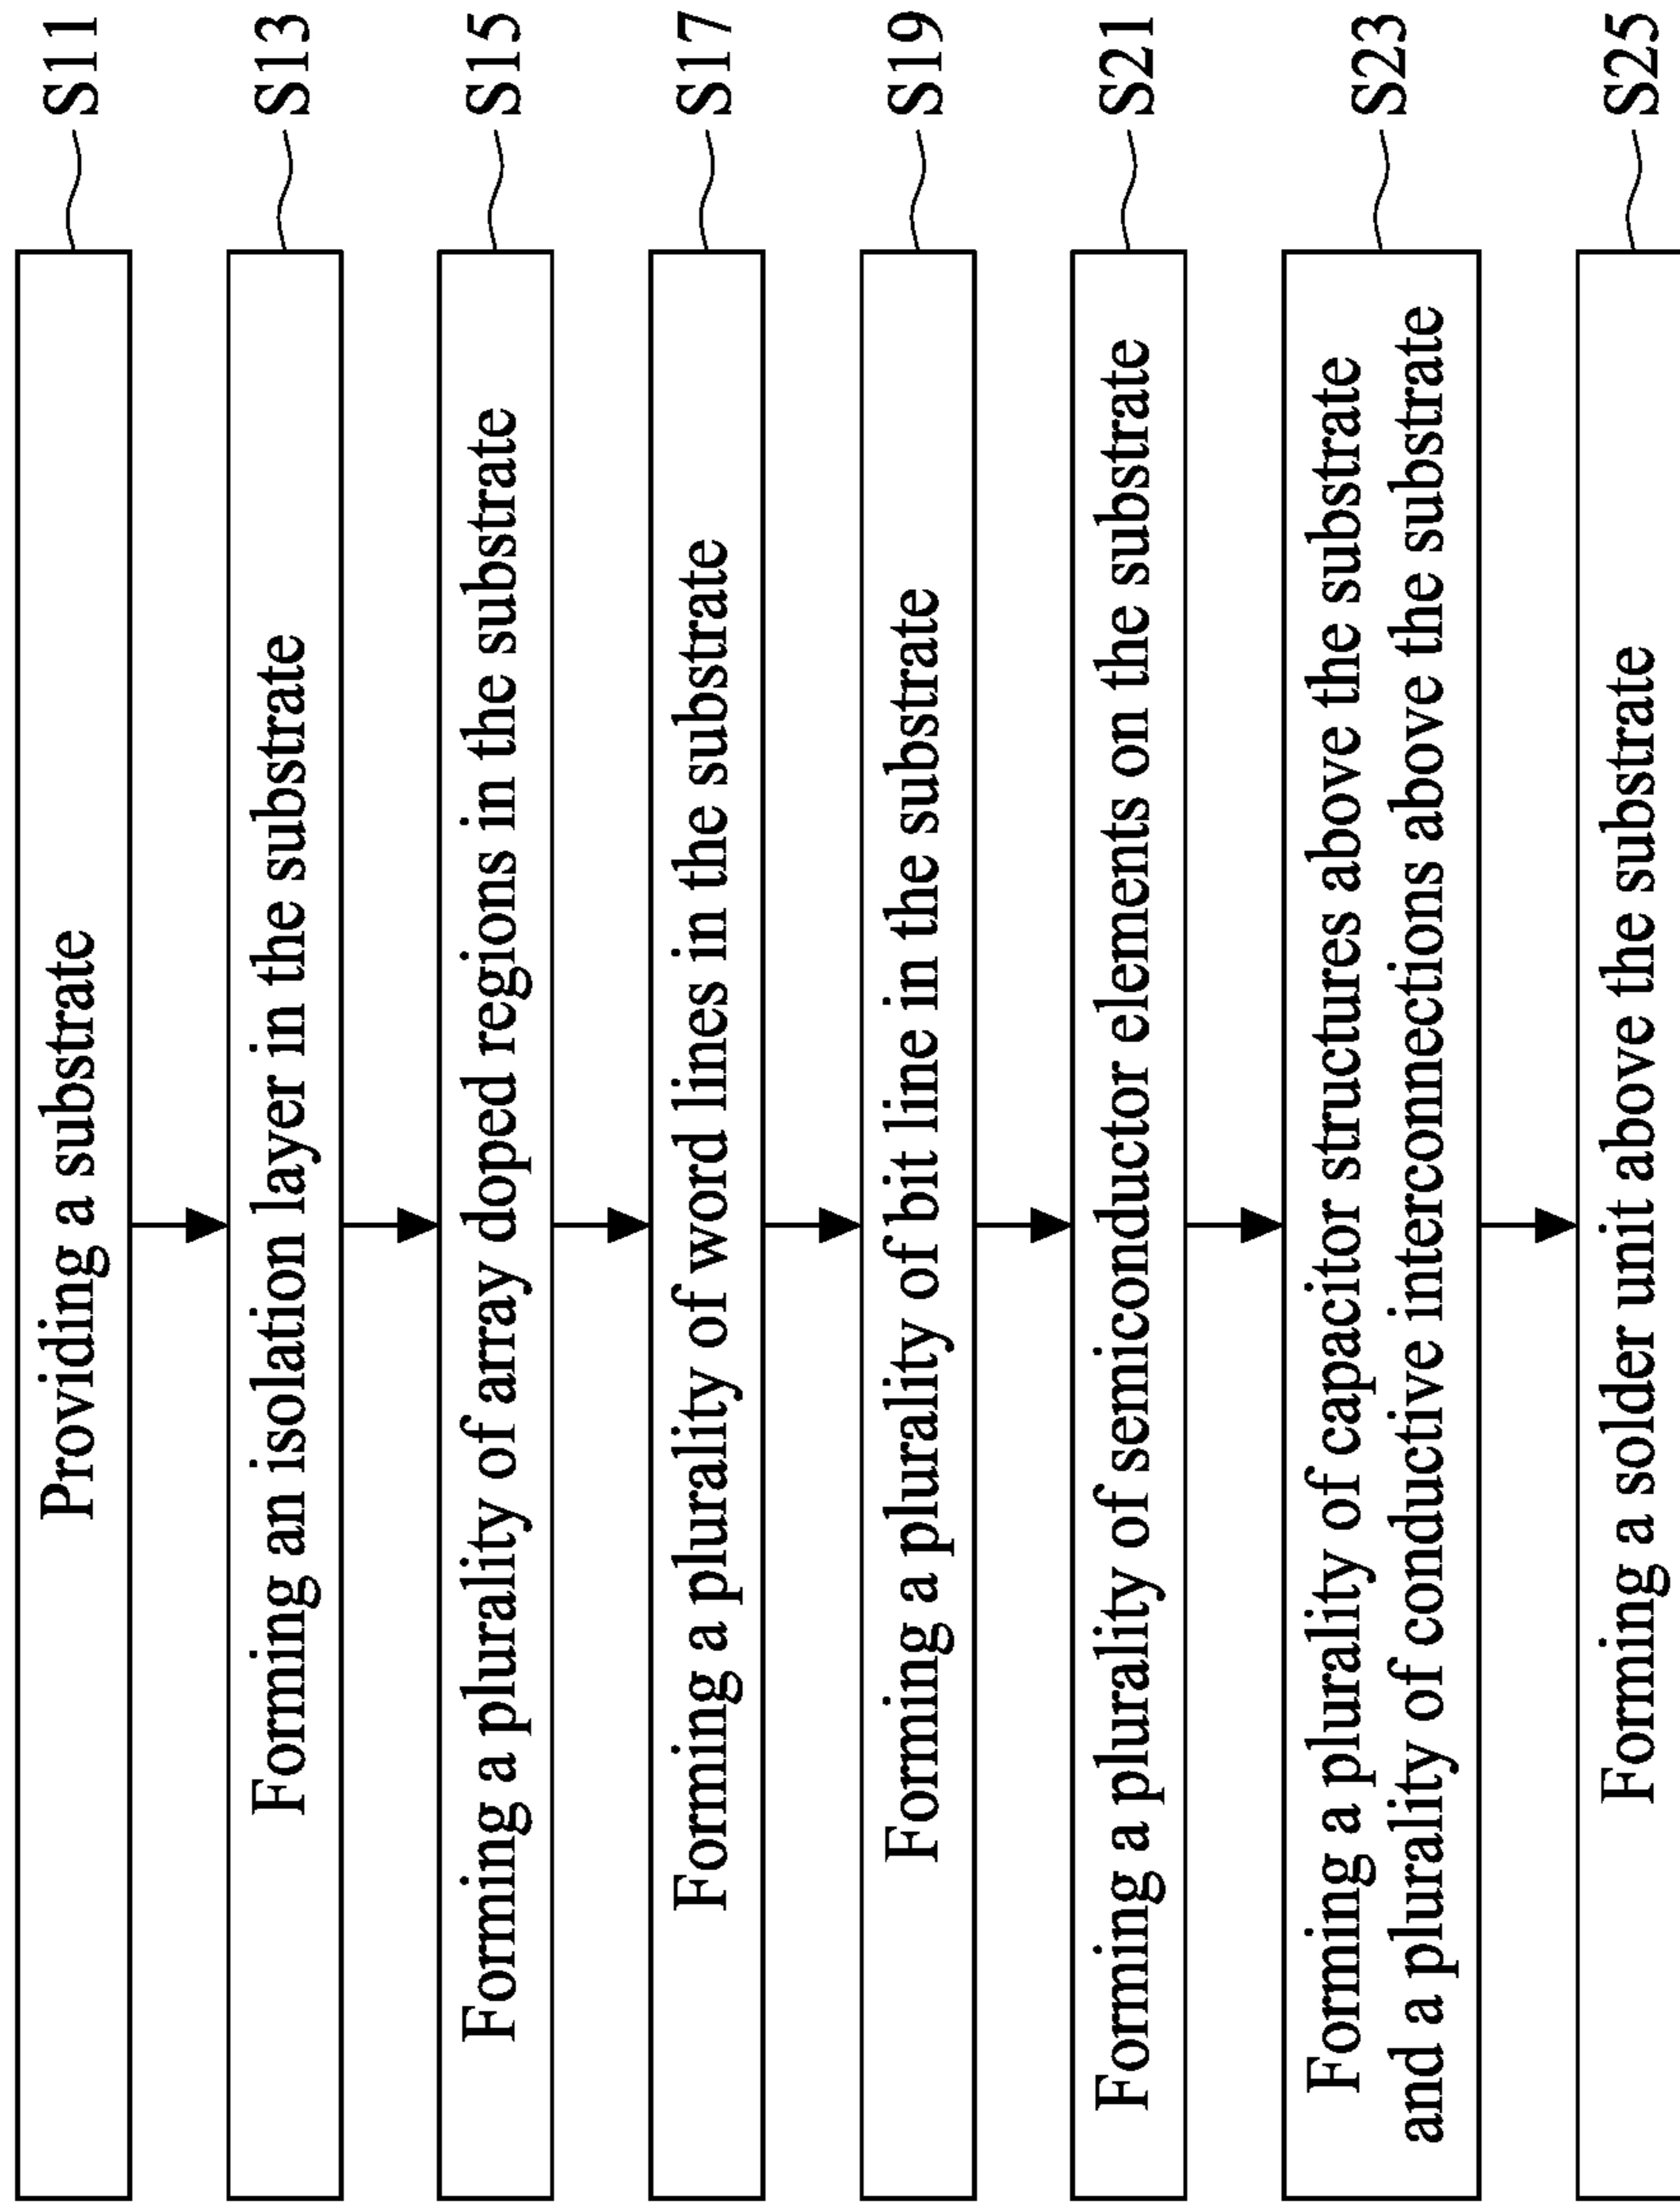 Providing a substrate S11
Forming an isolation layer in the substrate S13
Forming a plurality of array doped regions in the substrate S15
Forming a plurality of word lines in the substrate S17
Forming a plurality of bit line in the substrate S19
Forming a plurality of semiconductor elements on the substrate S21
Forming a plurality of capacitor structures above the substrate
and a plurality of conductive interconnections above the substrate S23
Forming a solder unit above the substrate S25